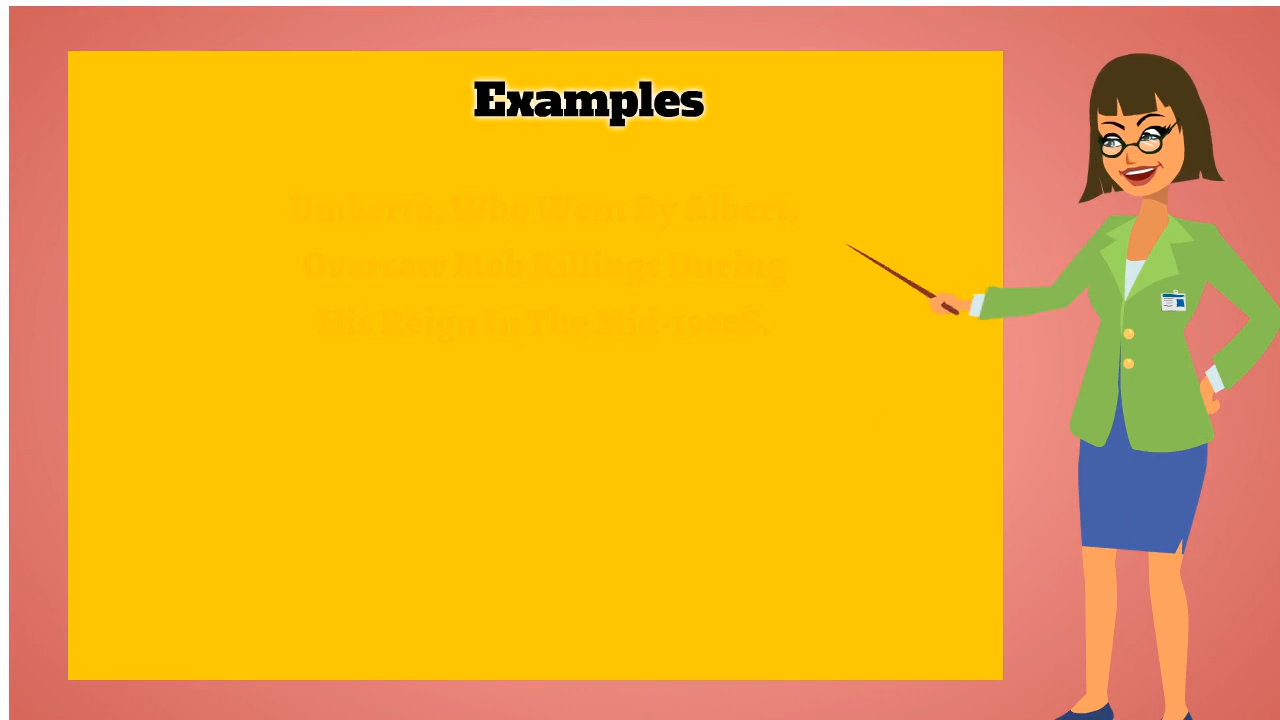 Examples
Umberto, Who Went By Albert,
Oversaw Mob Killings During
His Reign In The Mid-1900S.